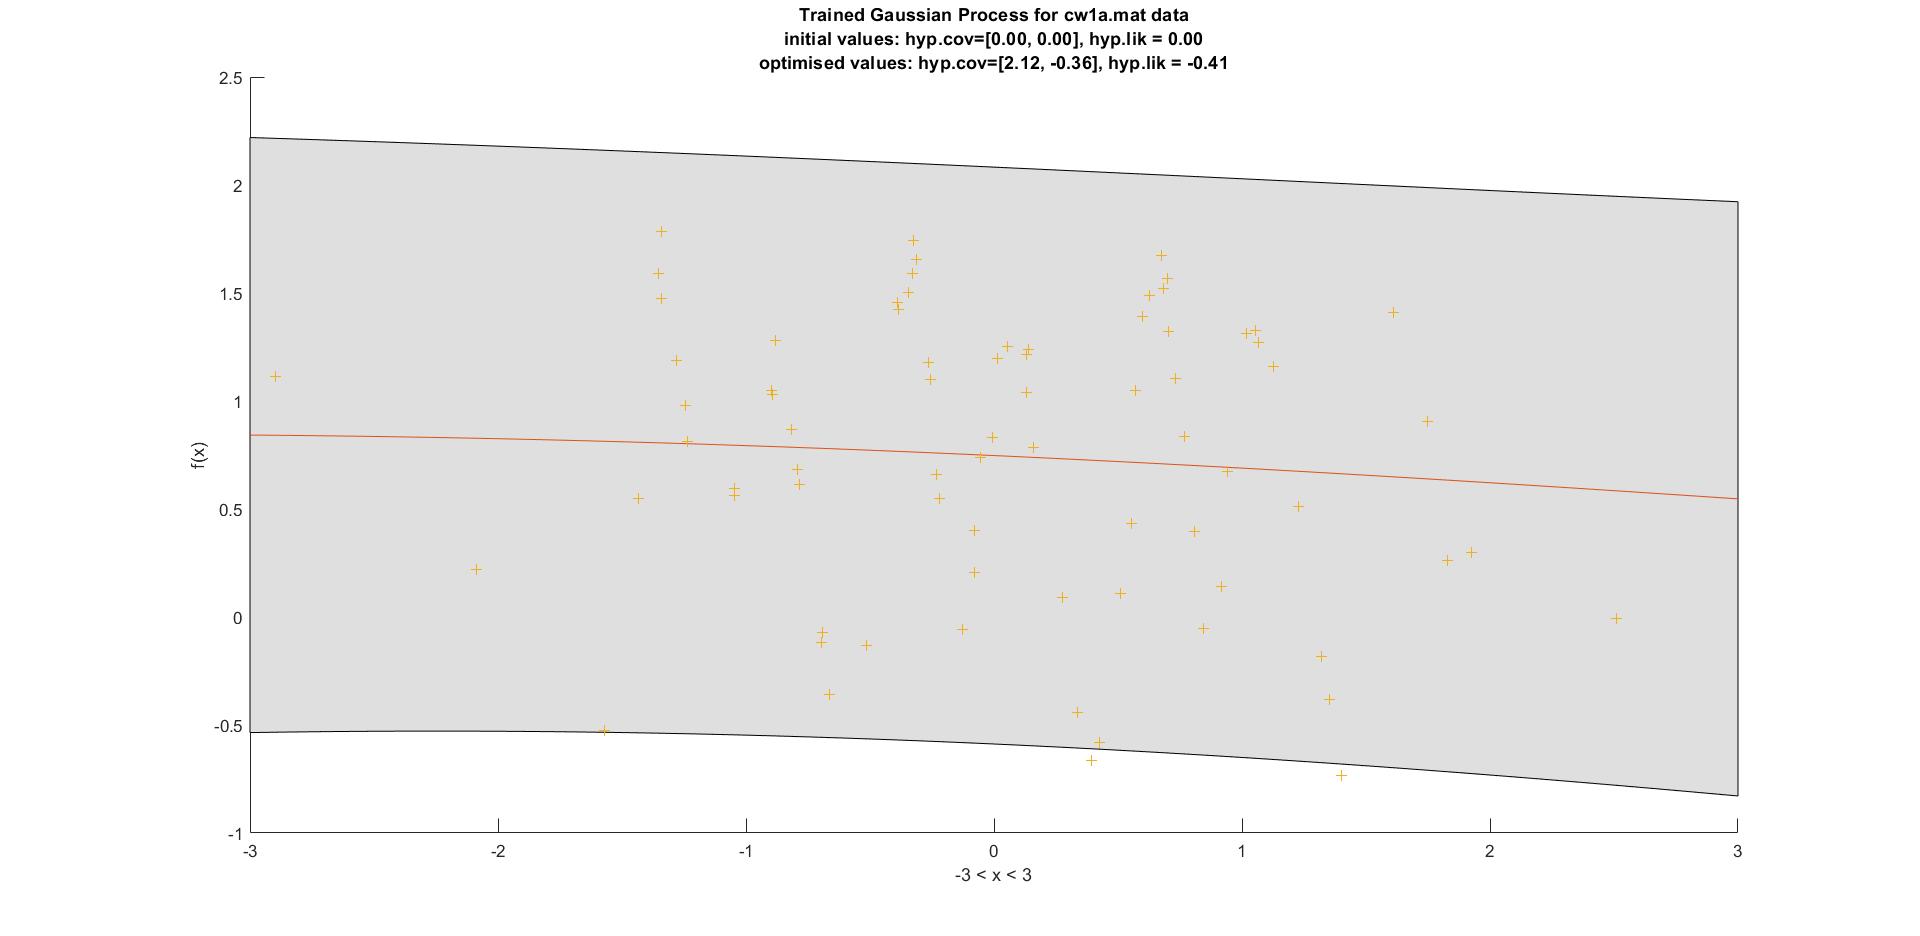 Trained Gaussian Process for cw1a.mat data
initial values: hyp.cov=[0.00, 0.00], hyp.lik = 0.00
optimised values: hyp.cov=[2.12, -0.36], hyp.lik = -0.41
2.5
2
1.5
1
0.5
0
-0.5
-1
f(x)
-3 -2 -1 0 1 2 3
-3 < x < 3